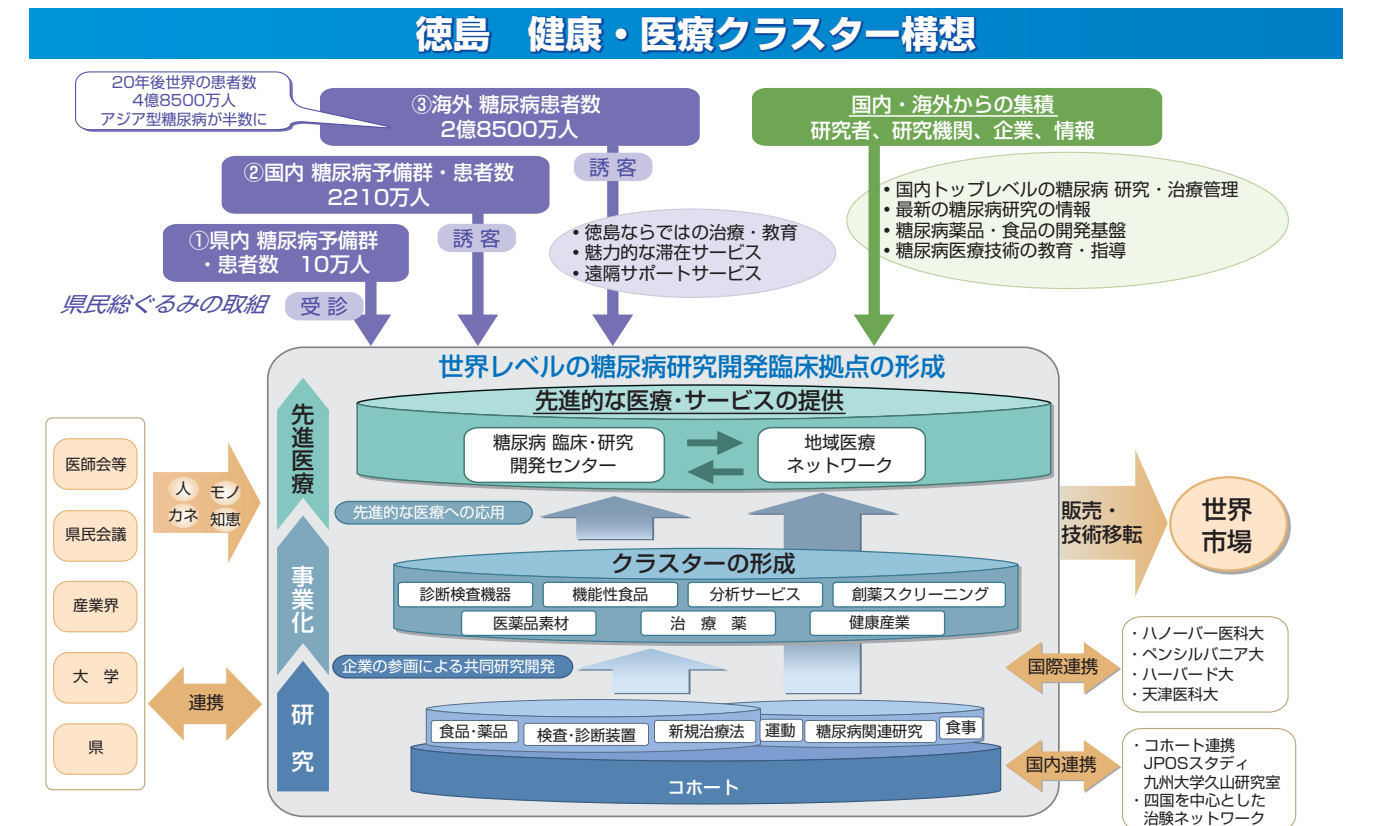 徳島 健康・医療クラスター構想
20年後世界の患者数
4億8500万人
アジア型糖尿病が半数に
③海外 糖尿病患者数
2億8500万人
国内・海外からの集積
研究者、研究機関、企業、情報
②国内 糖尿病予備群・患者数
2210万人
誘客
・国内トップレベルの糖尿病 研究・治療管理
・最新の糖尿病研究の情報
・糖尿病薬品・食品の開発基盤
・糖尿病医療技術の教育・指導
①県内 糖尿病予備群
・患者数 10万人
誘客
・徳島ならではの治療・教育
・魅力的な滞在サービス
・遠隔サポートサービス
県民総ぐるみの取組
受診
世界レベルの糖尿病研究開発臨床拠点の形成
先進医療
先進的な医療・サービスの提供
糖尿病 臨床・研究
開発センター
地域医療
ネットワーク
医師会等
県民会議
産業界
大 学
県
人
モノ
カネ
知恵
連携
先進的な医療への応用
販売・
技術移転
世界
市場
事業化
クラスターの形成
診断検査機器
機能性食品
分析サービス
創薬スクリーニング
医薬品素材
治 療 薬
健康産業
企業の参画による共同研究開発
国際連携
・ハノーバー医科大
・ペンシルバニア大
・ハーバード大
・天津医科大
研 究
食品・薬品
検査・診断装置
新規治療法
運動
糖尿病関連研究
食事
コホート
国内連携
・コホート連携
JPOSスタディ
九州大学久山研究室
・四国を中心とした
治験ネットワーク